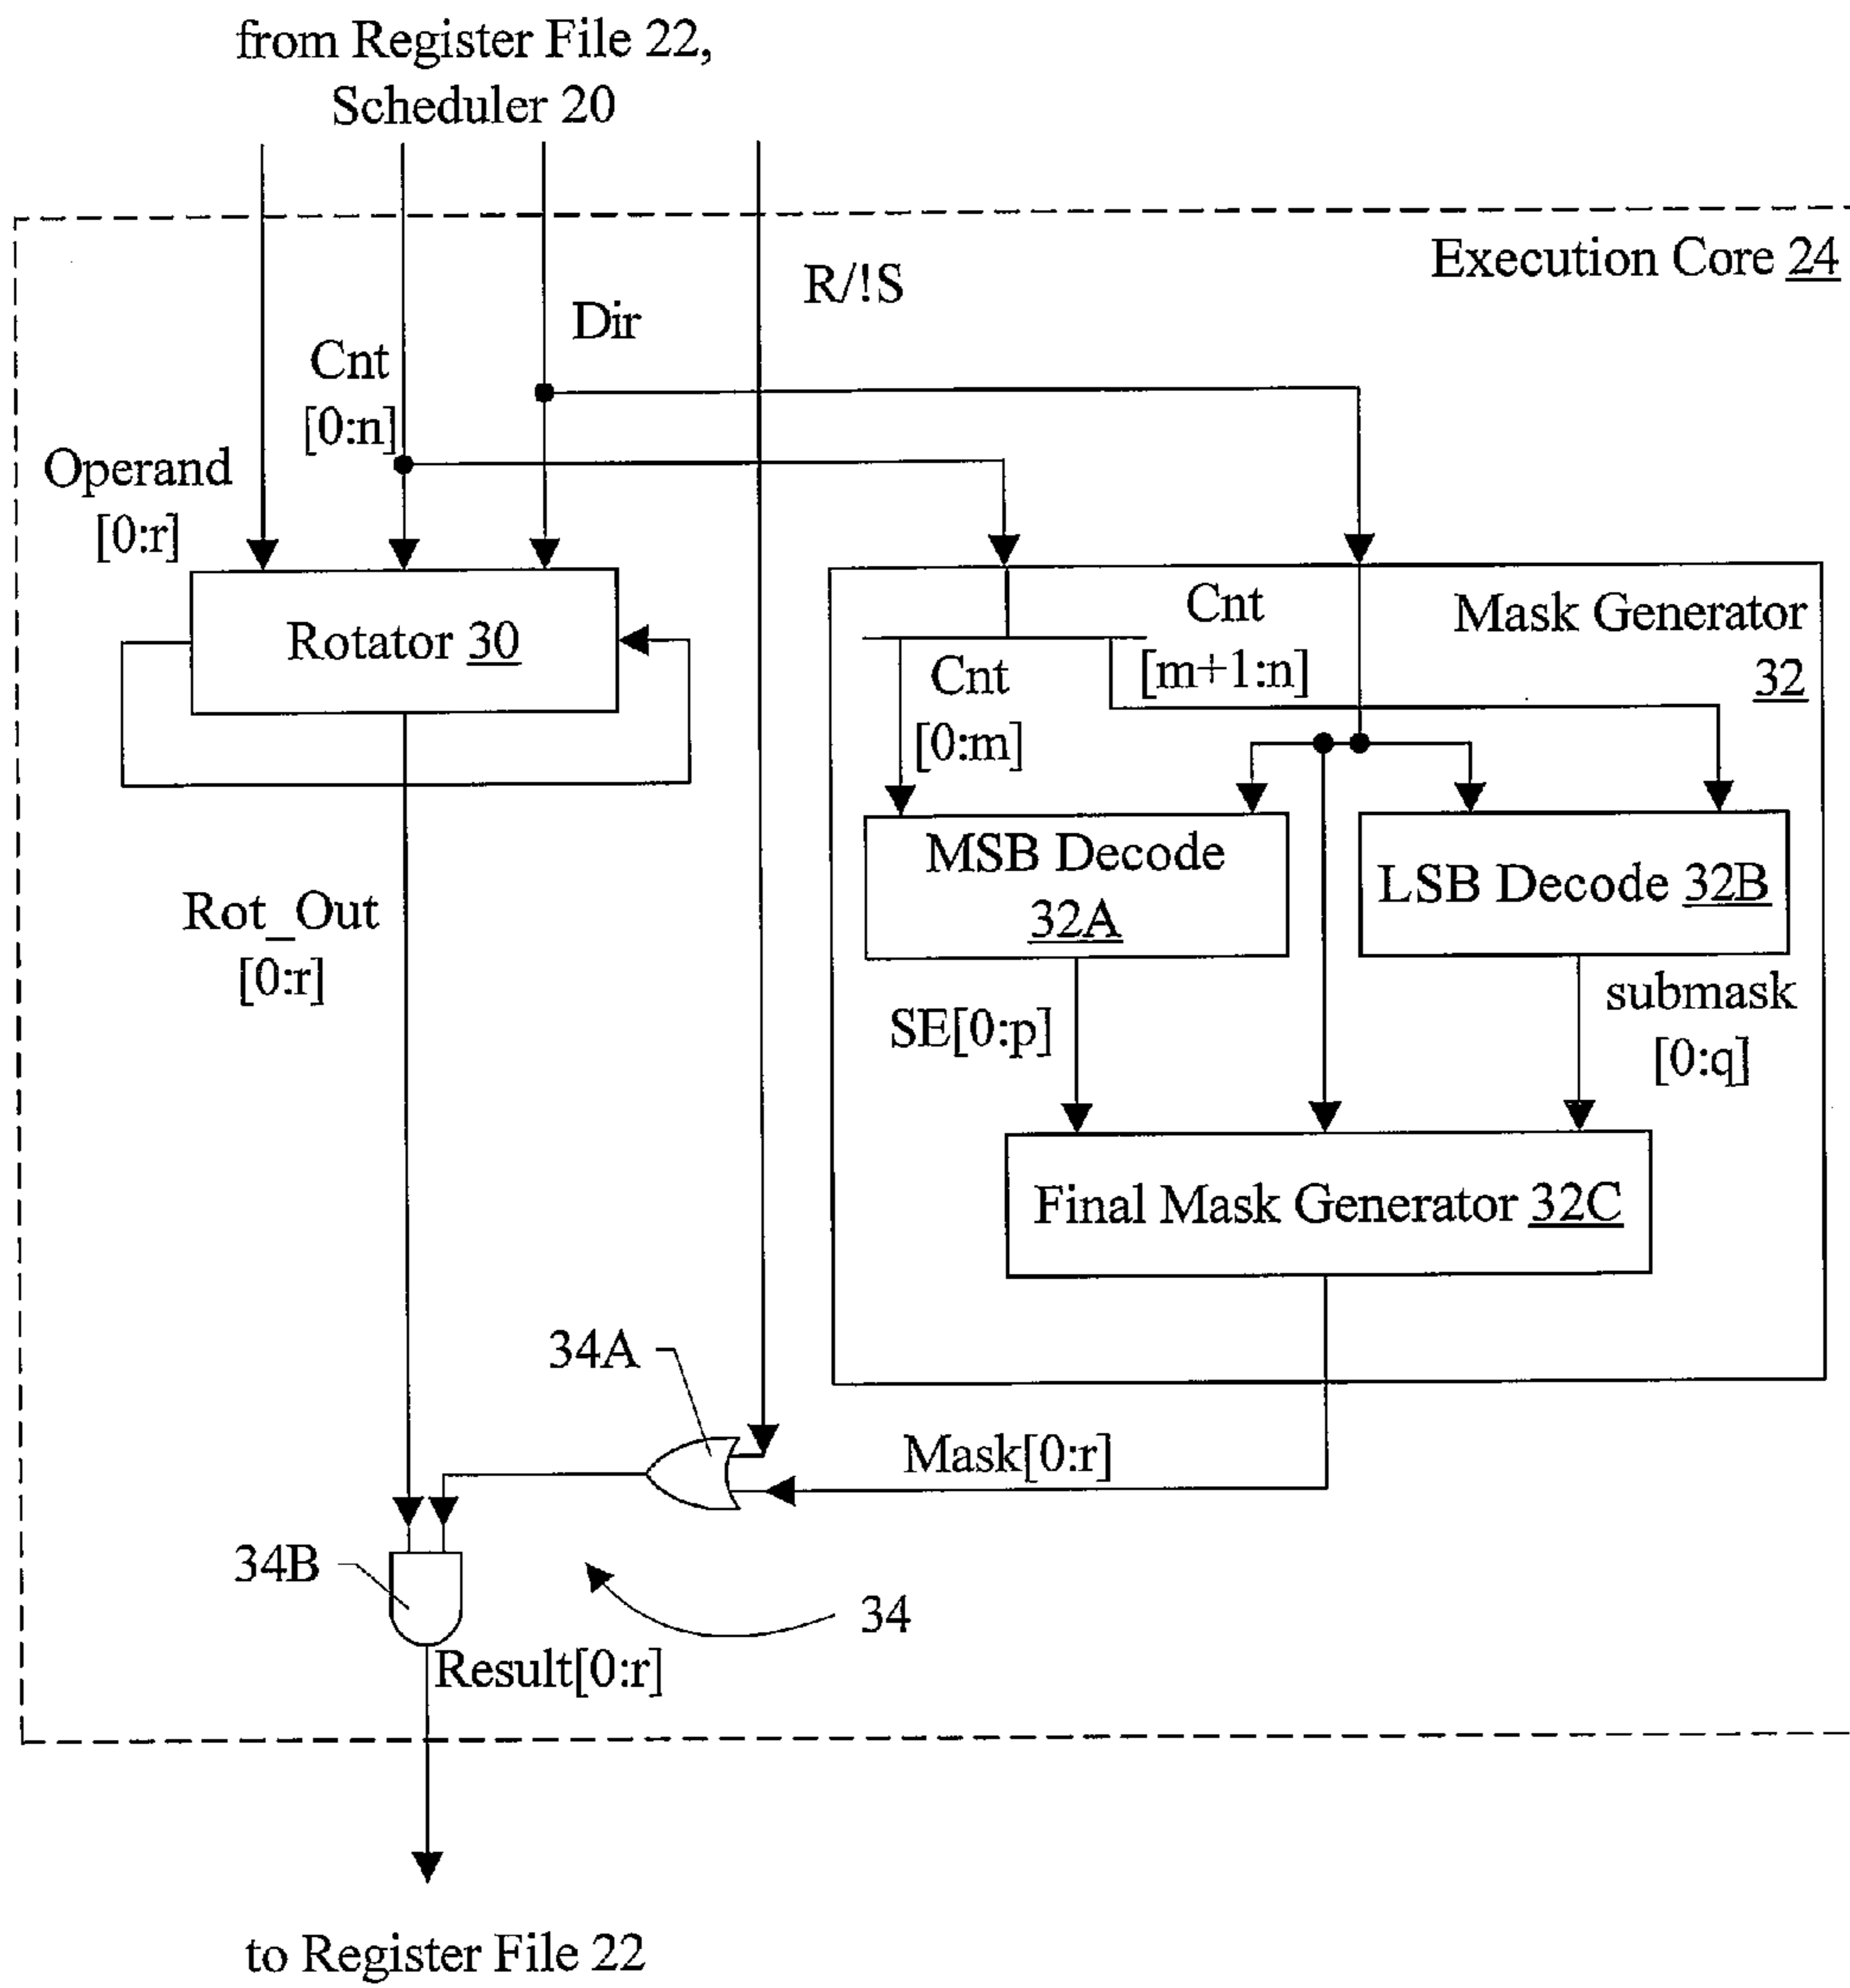 from Register File 22,
Scheduler 20
Execution Core 24
R/!S
Dir
Cnt
[0:n]
Operand
[0:r]
Rotator 30
Mask Generator
32
Cnt
[m+1:n]
Cnt
[0:m]
MSB Decode
32A
LSB Decode 32B
Rot_Out
[0:r]
SE[0:p]
submask
[0:q]
Final Mask Generator 32C
34A
Mask[0:r]
34B
34
Result[0:r]
to Register File 22